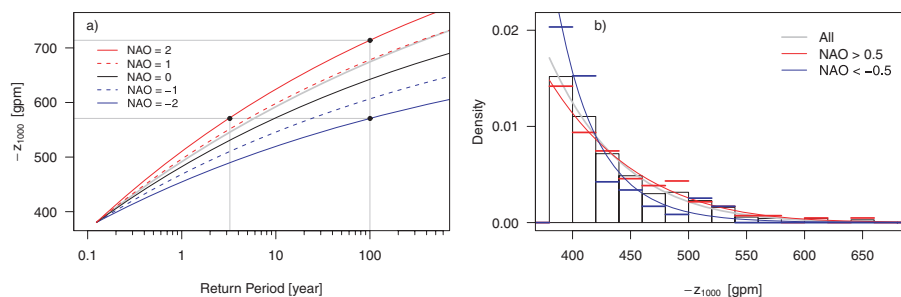 a)
NAO = 2
NAO = 1
NAO = 0
NAO = −1
NAO = −2
700
600
500
400
−z1000 [gpm]
0.1 1 10 100
Return Period [year]
b)
All
NAO > 0.5
NAO < −0.5
0.02
0.01
0.00
Density
400 450 500 550 600 650
−z1000 [gpm]